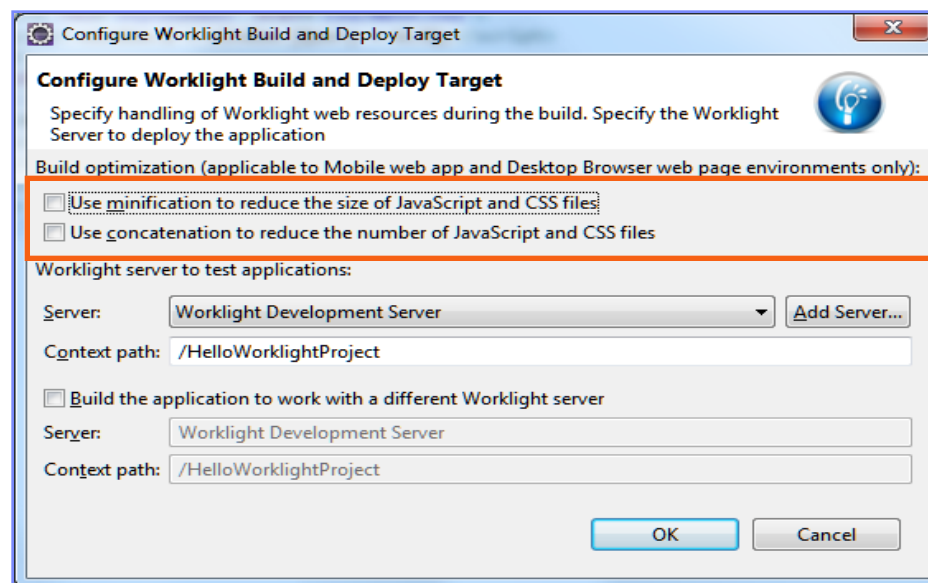 Configure Worklight Build and Deploy Target
Configure Worklight Build and Deploy Target
Specify handling of Worklight web resources during the build. Specify the Worklight
Server to deploy the application
Build optimization (applicable to Mobile web app and Desktop Browser web page environments only):
Use minification to reduce the size of JavaScript and CSS files
Use concatenation to reduce the number of JavaScript and CSS files
Worklight server to test applications:
Server: Worklight Development Server Add Server...
Context path: /HelloWorklightProject
Build the application to work with a different Worklight server
Server: Worklight Development Server
Context path: /HelloWorklightProject
OK Cancel